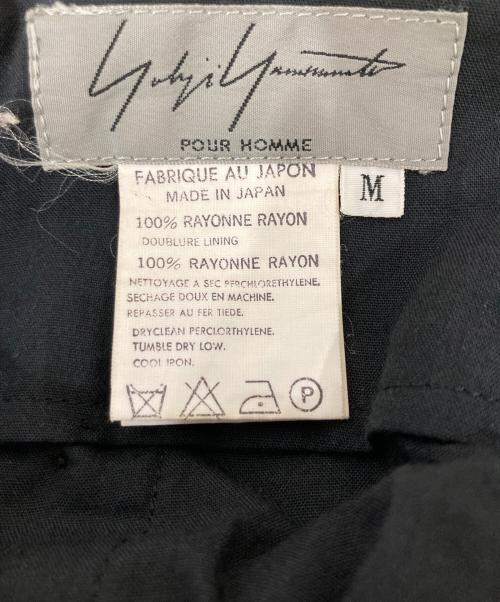 Yohji Yamamoto
POUR HOMME
FABRIQUE AU JAPON
MADE IN JAPAN
M
100% RAYONNE RAYON
DOUBLURE LINING
100% RAYONNE RAYON
NETTOYAGE A SEC PERCHLORETHYLENE.
SECHAGE DOUX EN MACHINE.
REPASSER AU FER TIEDE.
DRYCLEAN PERCLORTHYLENE.
TUMBLE DRY LOW.
COOL IRON.
P